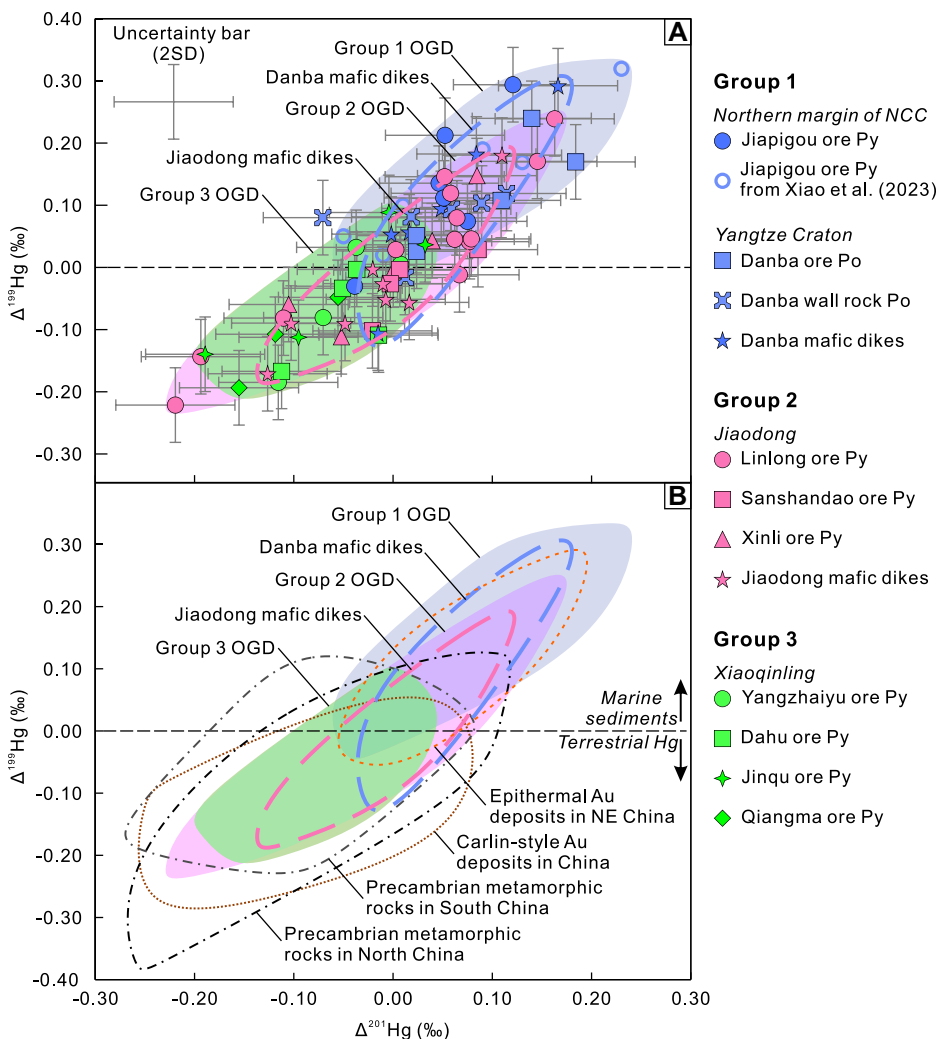 A
Uncertainty bar
(2SD)
Group 1 OGD
Danba mafic dikes
Group 2 OGD
Jiaodong mafic dikes
Group 3 OGD
0.40
0.30
0.20
0.10
0.00
-0.10
-0.20
-0.30
Δ¹⁹⁹Hg (‰)
B
Group 1 OGD
Danba mafic dikes
Group 2 OGD
Jiaodong mafic dikes
Group 3 OGD
0.30
0.20
0.10
0.00
-0.10
-0.20
-0.30
-0.40
Δ¹⁹⁹Hg (‰)
Marine
sediments
Terrestrial Hg
Epithermal Au
deposits in NE China
Carlin-style Au
deposits in China
Precambrian metamorphic
rocks in South China
Precambrian metamorphic
rocks in North China
-0.30
-0.20
-0.10
0.00
0.10
0.20
0.30
Δ²⁰¹Hg (‰)
Group 1
Northern margin of NCC
Jiapigou ore Py
Jiapigou ore Py
from Xiao et al. (2023)
Yangtze Craton
Danba ore Po
Danba wall rock Po
Danba mafic dikes
Group 2
Jiaodong
Linlong ore Py
Sanshandao ore Py
Xinli ore Py
Jiaodong mafic dikes
Group 3
Xiaoqinling
Yangzhaiyu ore Py
Dahu ore Py
Jinqu ore Py
Qiangma ore Py